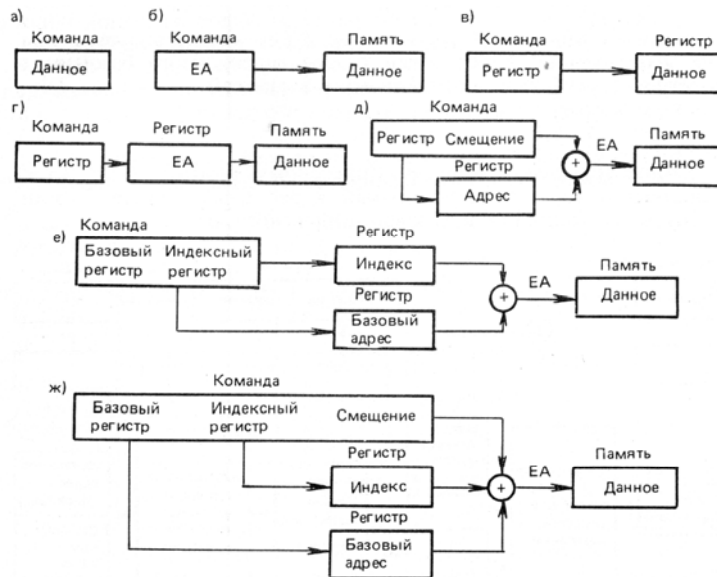 а)
Команда
Данное
б)
Команда
ЕА
Память
Данное
в)
Команда
Регистр
Регистр
Данное
г)
Команда
Регистр
Регистр
ЕА
Память
Данное
д)
Команда
Регистр Смещение
Регистр
Адрес
+
ЕА
Память
Данное
е)
Команда
Базовый Индексный
регистр регистр
Регистр
Индекс
Регистр
Базовый
адрес
+
ЕА
Память
Данное
ж)
Команда
Базовый Индексный Смещение
регистр регистр
Регистр
Индекс
Регистр
Базовый
адрес
+
ЕА
Память
Данное